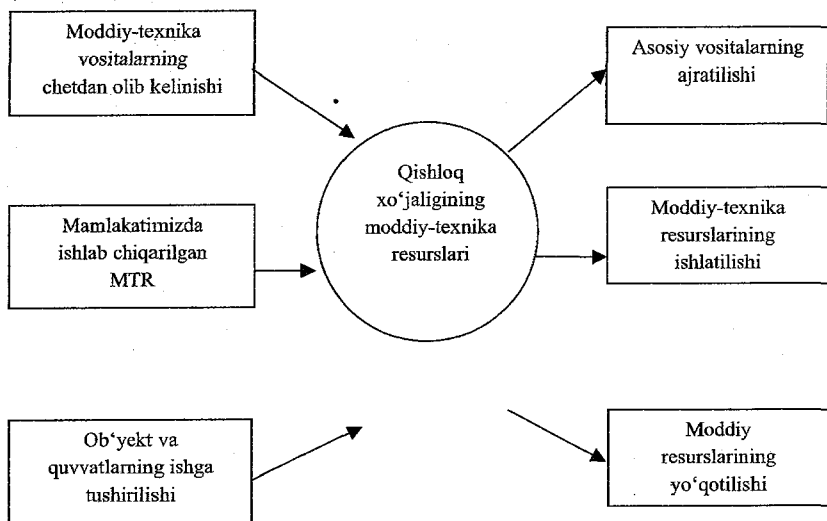 Moddiy-texnika
vositalarning
chetdan olib kelinishi
Mamlakatimizda
ishlab chiqarilgan
MTR
Ob‘yekt va
quvvatlarning ishga
tushirilishi
Qishloq
xo‘jaligining
moddiy-texnika
resurslari
Asosiy vositalarning
ajratilishi
Moddiy-texnika
resurslarining
ishlatilishi
Moddiy
resurslarining
yo‘qotilishi